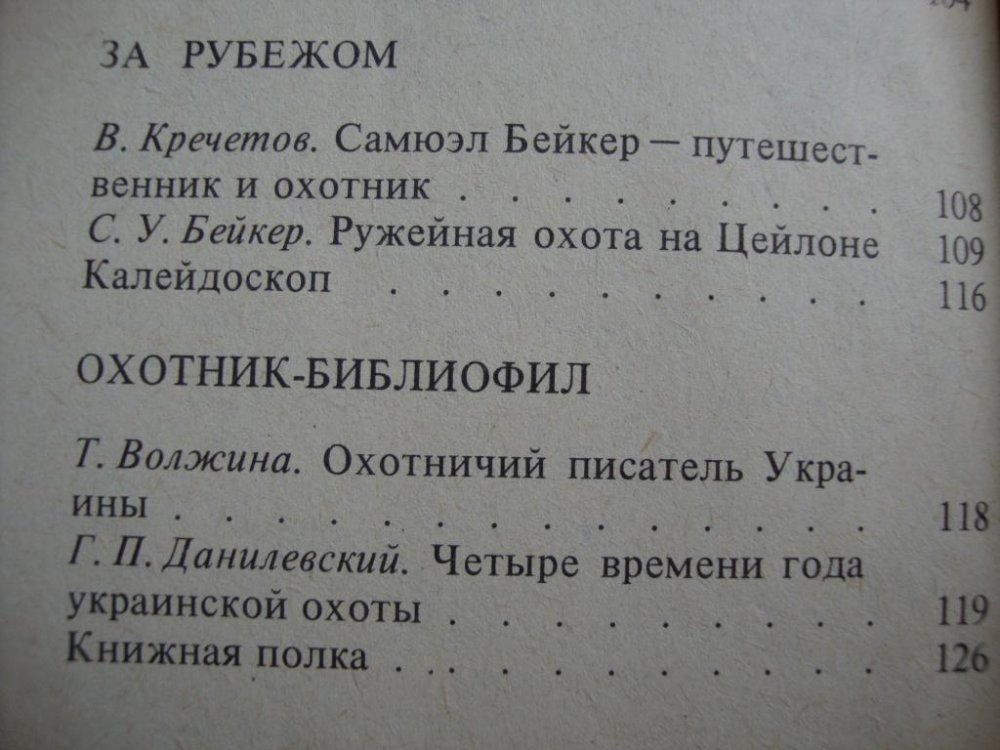 ЗА РУБЕЖОМ
В. Кречетов. Самюэл Бейкер — путешест-
венник и охотник . . . . . . . . . 108
С. У. Бейкер. Ружейная охота на Цейлоне 109
Калейдоскоп . . . . . . . . . . 116
ОХОТНИК-БИБЛИОФИЛ
Т. Волжина. Охотничий писатель Укра-
ины . . . . . . . . . . . . . . 118
Г. П. Данилевский. Четыре времени года
украинской охоты . . . . . . . . . 119
Книжная полка . . . . . . . . . . . 126